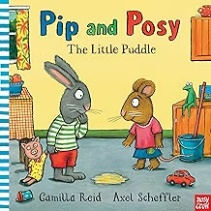 Pip and Posy
The Little Puddle
Camilla Reid Axel Scheffler
nosy
crow